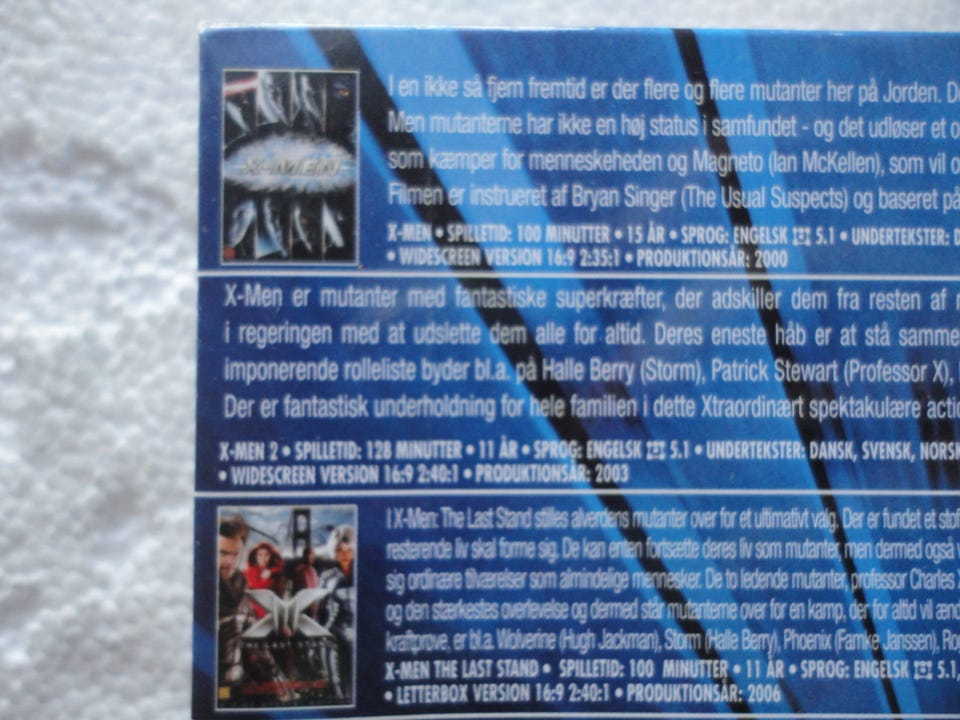 X-MEN
I en ikke så fjern fremtid er der flere og flere mutanter her på Jorden. D
Men mutanterne har ikke en høj status i samfundet - og det udløser et o
som kæmper for menneskeheden og Magneto (Ian McKellen), som vil o
Filmen er instrueret af Bryan Singer (The Usual Suspects) og baseret på
X-MEN • SPILLETID: 100 MINUTTER • 15 ÅR • SPROG: ENGELSK 5.1 • UNDERTEKSTER: D
• WIDESCREEN VERSION 16:9 2:35:1 • PRODUKTIONSÅR: 2000
X-Men er mutanter med fantastiske superkræfter, der adskiller dem fra resten af
i regeringen med at udslette dem alle for altid. Deres eneste håb er at stå samme
imponerende rolleliste byder bl.a. på Halle Berry (Storm), Patrick Stewart (Professor X),
Der er fantastisk underholdning for hele familien i dette Xtraordinært spektakulære actio
X-MEN 2 • SPILLETID: 128 MINUTTER • 11 ÅR • SPROG: ENGELSK 5.1 • UNDERTEKSTER: DANSK, SVENSK, NORSK
• WIDESCREEN VERSION 16:9 2:40:1 • PRODUKTIONSÅR: 2003
THE LAST STAND
I X-Men: The Last Stand stilles alverdens mutanter over for et ultimativt valg. Der er fundet et stof
resterende liv skal forme sig. De kan enten fortsætte deres liv som mutanter, men dermed også v
sig ordinære tilværelser som almindelige mennesker. De to ledende mutanter, professor Charles X
og den stærkestes overlevelse og dermed står mutanterne over for en kamp, der for altid vil ænd
kraftprøve, er bl.a. Wolverine (Hugh Jackman), Storm (Halle Berry), Phoenix (Famke Janssen), Ro
X-MEN THE LAST STAND • SPILLETID: 100 MINUTTER • 11 ÅR • SPROG: ENGELSK 5.1,
• LETTERBOX VERSION 16:9 2:40:1 • PRODUKTIONSÅR: 2006